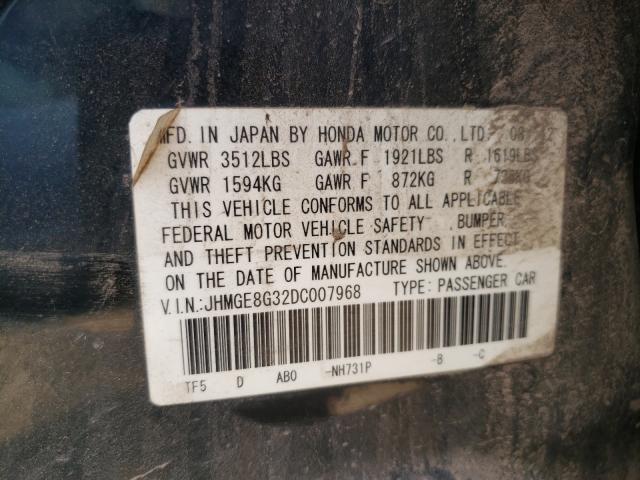 MFD. IN JAPAN BY HONDA MOTOR CO., LTD.
GVWR 3512LBS GAWR F 1921LBS R 1619LBS
GVWR 1594KG GAWR F 872KG R
THIS VEHICLE CONFORMS TO ALL APPLICABLE
FEDERAL MOTOR VEHICLE SAFETY, BUMPER,
AND THEFT PREVENTION STANDARDS IN EFFECT
ON THE DATE OF MANUFACTURE SHOWN ABOVE.
V.I.N.:JHMGE8G32DC007968 TYPE: PASSENGER CAR
TF5 D AB0 -NH731P -B -C